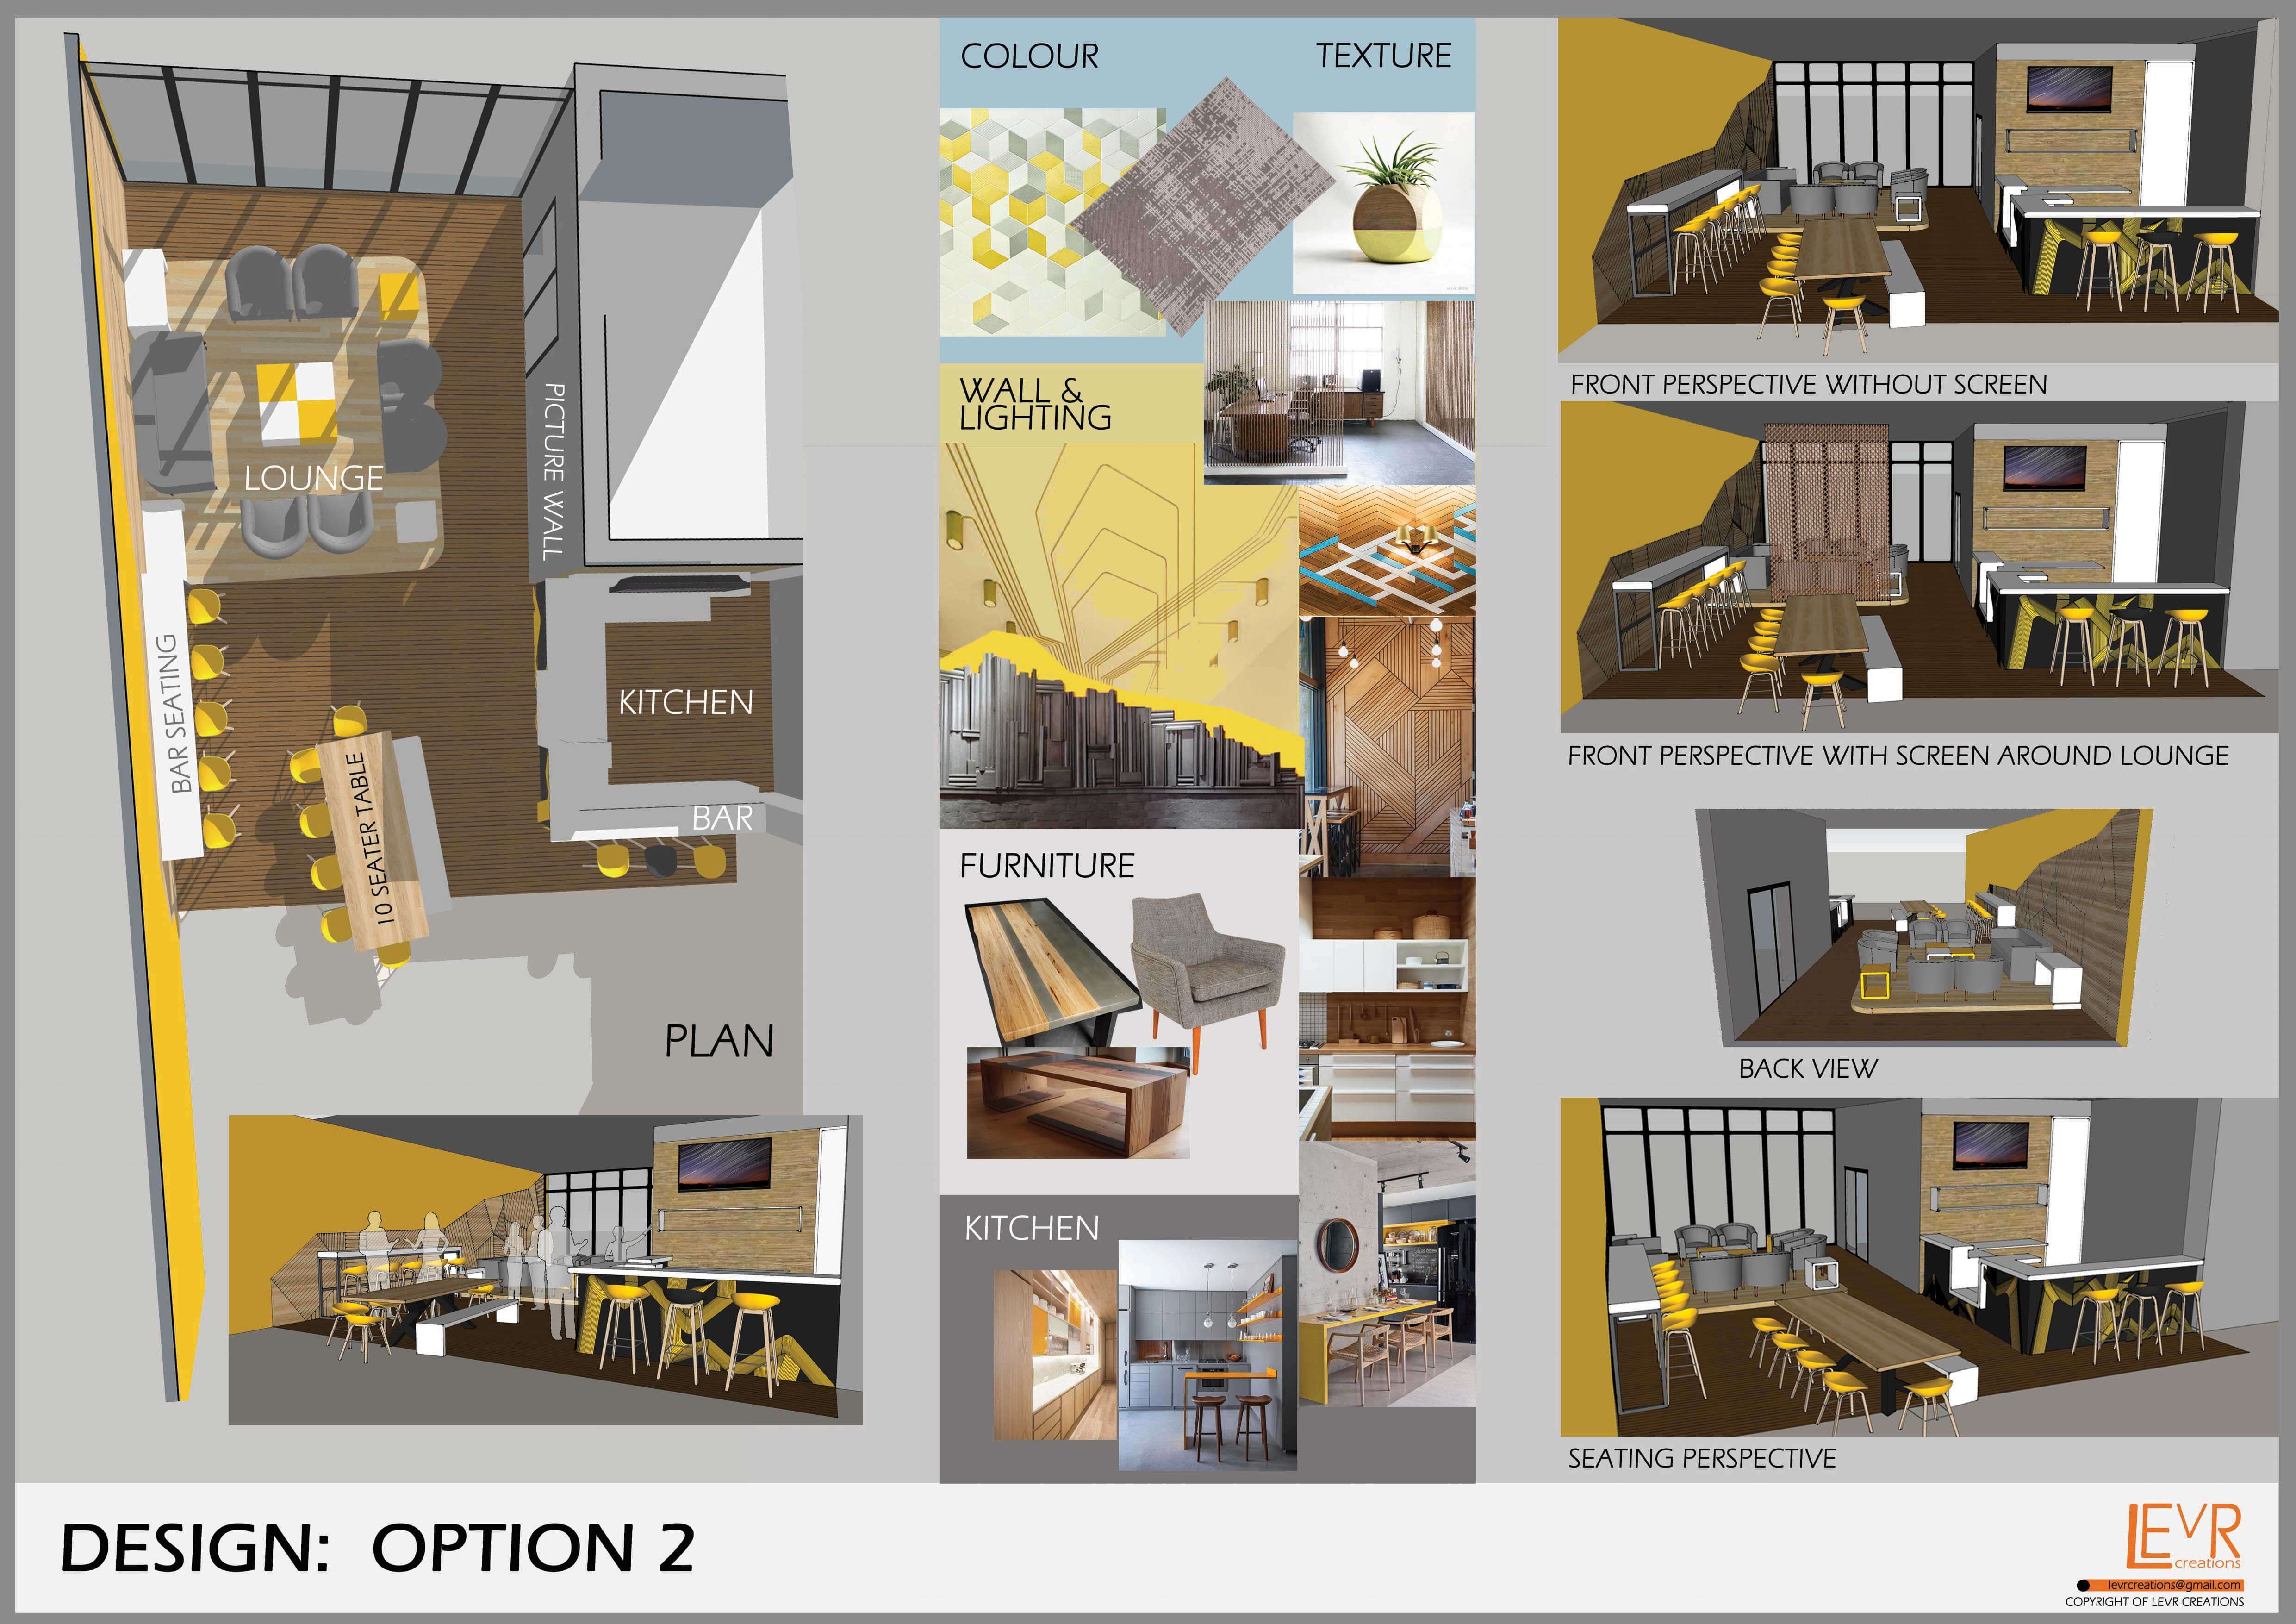 LOUNGE
PICTURE WALL
BAR SEATING
KITCHEN
BAR
10 SEATER TABLE
PLAN
COLOUR
TEXTURE
WALL &
LIGHTING
FURNITURE
KITCHEN
FRONT PERSPECTIVE WITHOUT SCREEN
FRONT PERSPECTIVE WITH SCREEN AROUND LOUNGE
BACK VIEW
SEATING PERSPECTIVE
DESIGN: OPTION 2
LEVR
creations
levrcreations@gmail.com
COPYRIGHT OF LEVR CREATIONS